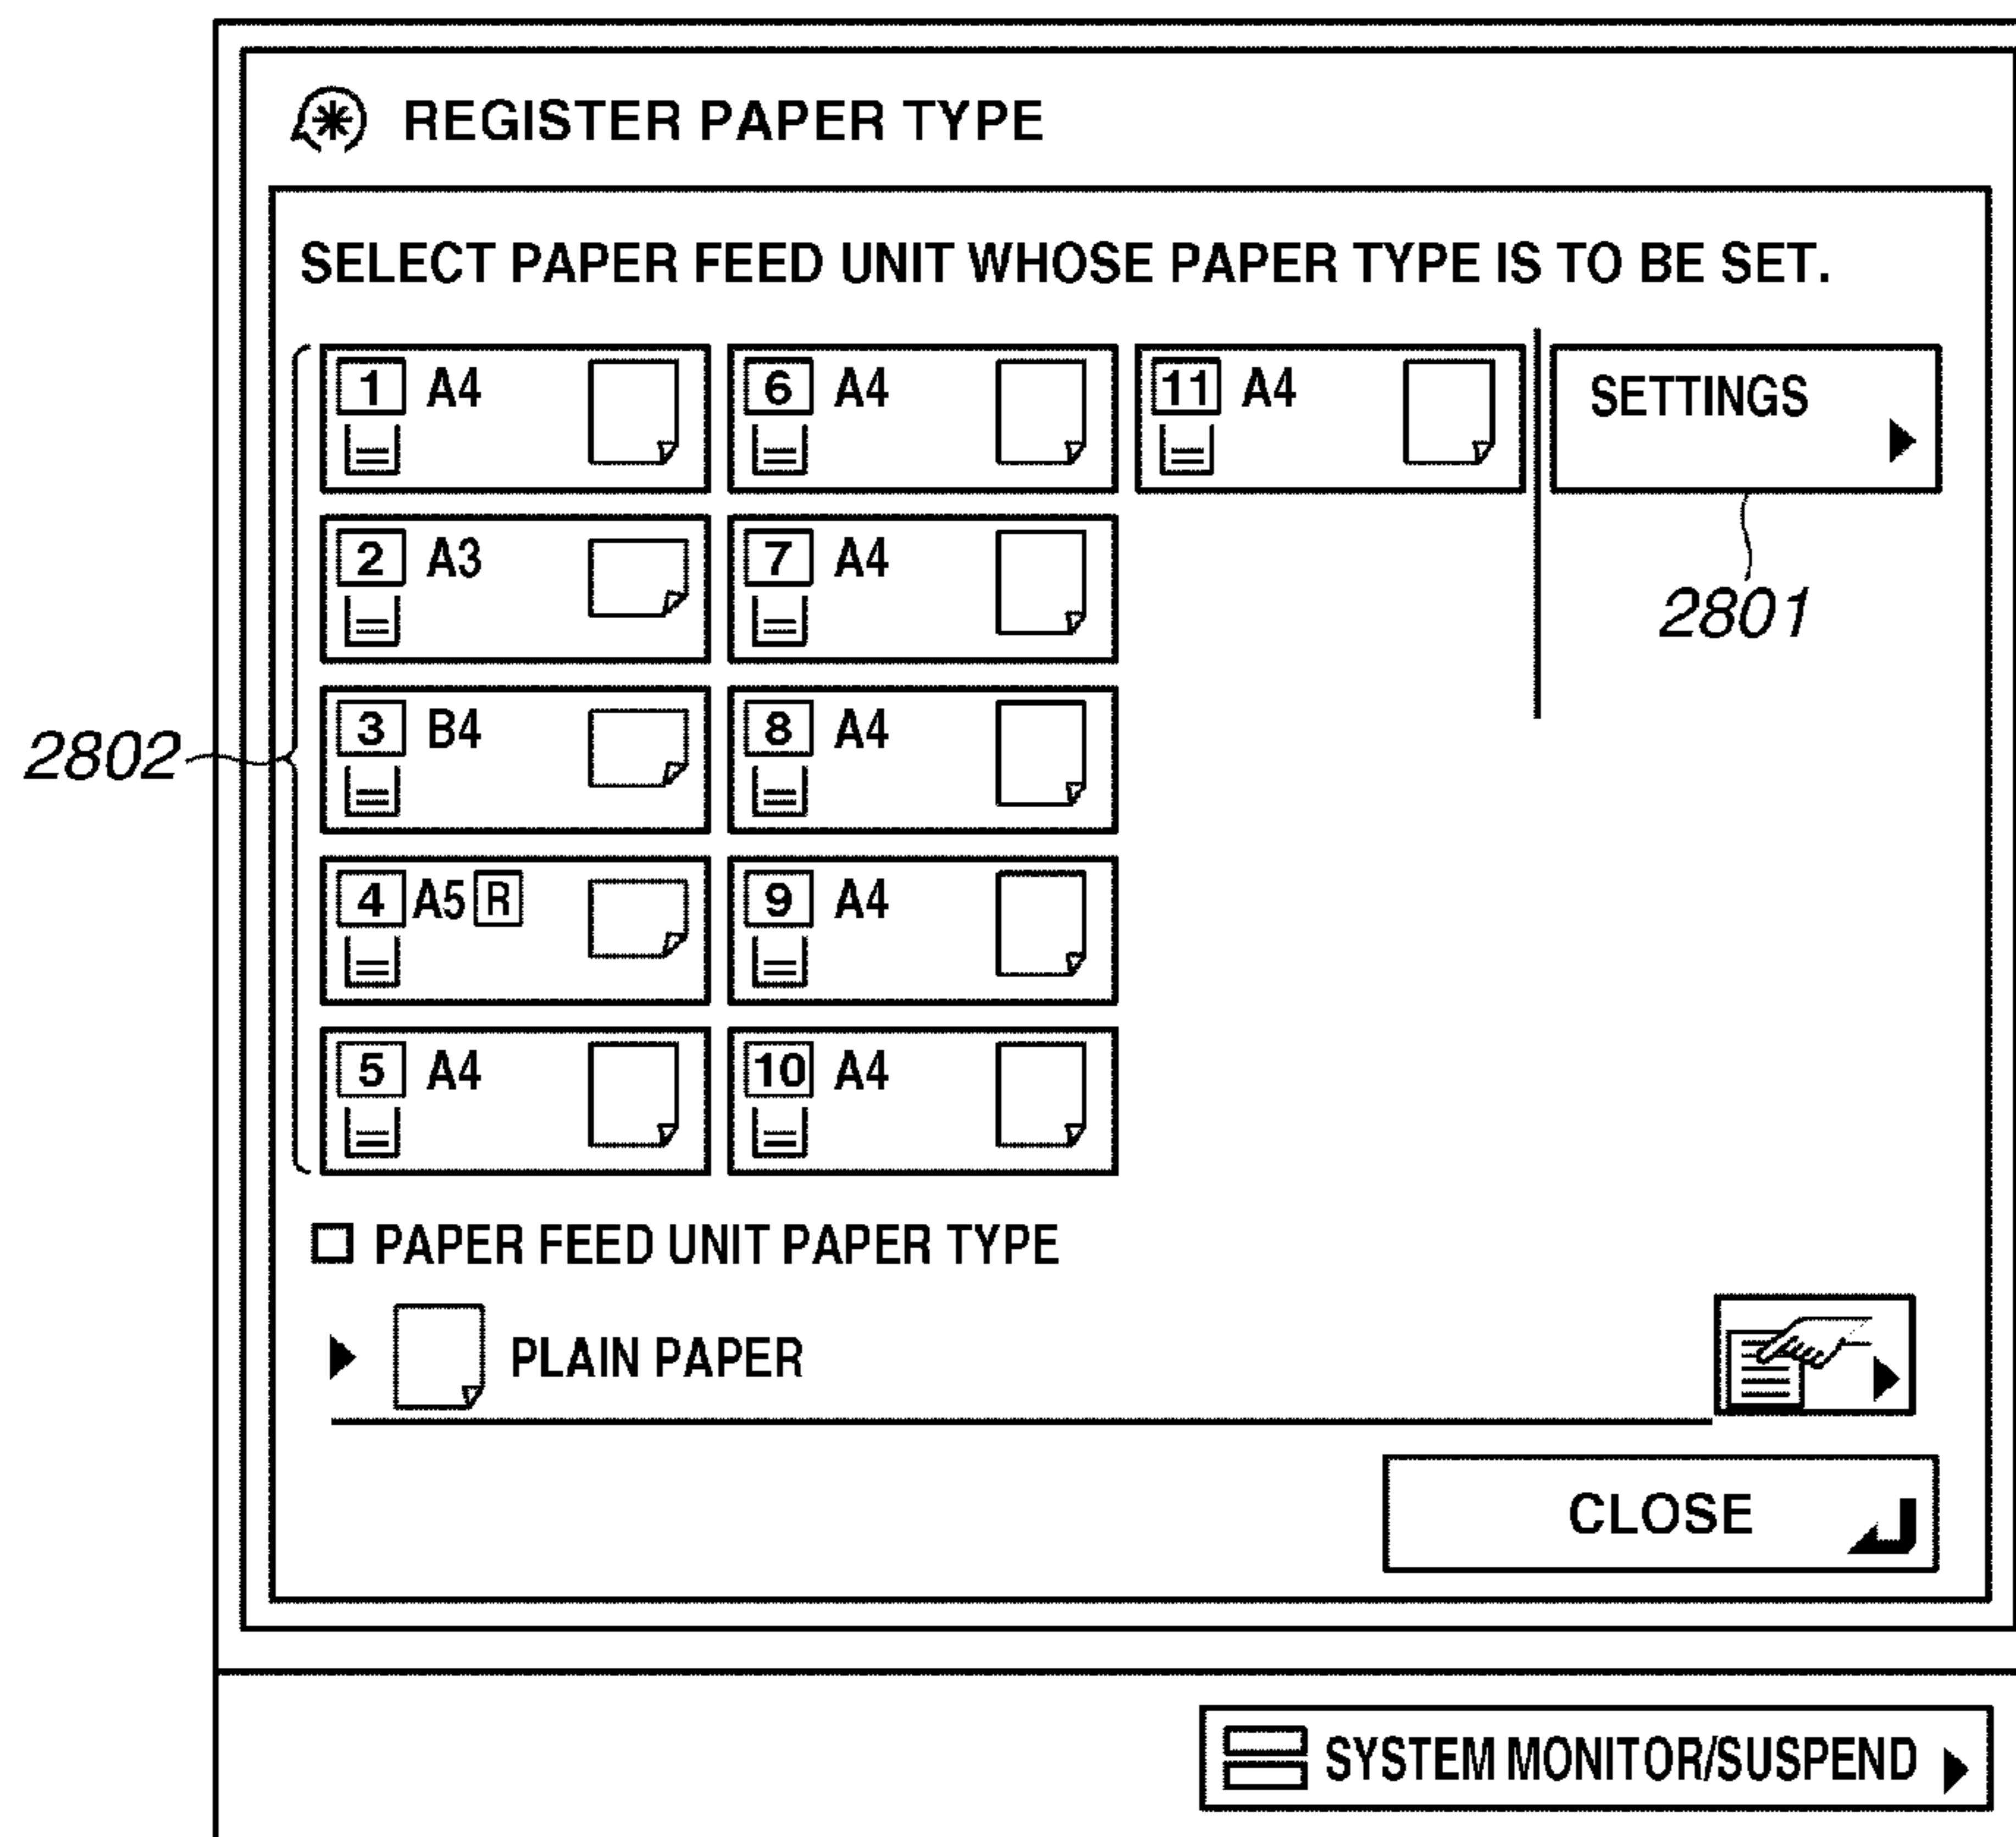 REGISTER PAPER TYPE
SELECT PAPER FEED UNIT WHOSE PAPER TYPE IS TO BE SET.
1 A4 6 A4 11 A4 SETTINGS
2 A3 7 A4
2801
3 B4 8 A4
2802
4 A5 R 9 A4
5 A4 10 A4
PAPER FEED UNIT PAPER TYPE
PLAIN PAPER
CLOSE
SYSTEM MONITOR/SUSPEND